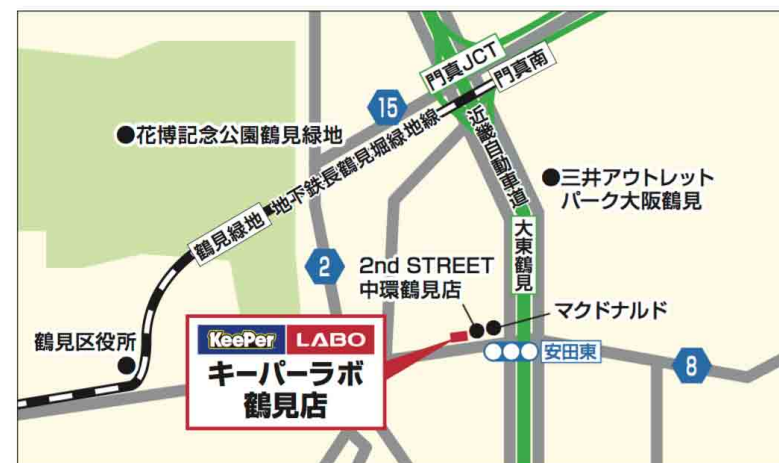 門真JCT
門真南
15
花博記念公園鶴見緑地
地下鉄長鶴見堀緑地線
近畿自動車道
三井アウトレット
パーク大阪鶴見
鶴見緑地
大東鶴見
2
2nd STREET
中環鶴見店
マクドナルド
鶴見区役所
KeePer LABO
キーパーラボ
鶴見店
安田東
8